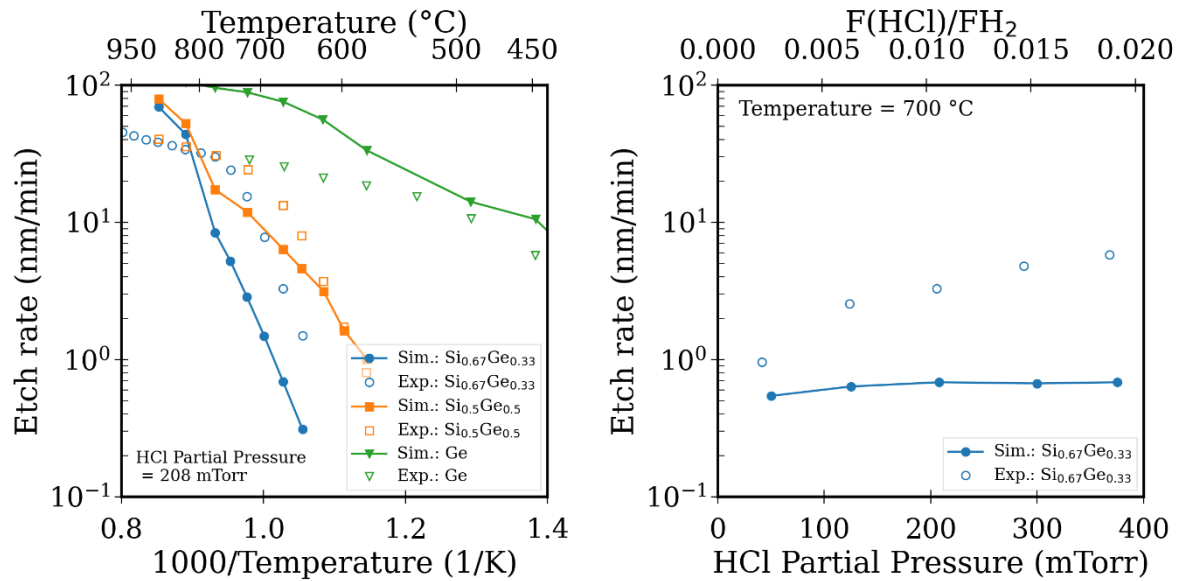 Temperature (°C)
950 800 700 600 500 450
10²
10¹
10⁰
10⁻¹
Etch rate (nm/min)
Sim.: Si₀.₆₇Ge₀.₃₃
Exp.: Si₀.₆₇Ge₀.₃₃
Sim.: Si₀.₅Ge₀.₅
Exp.: Si₀.₅Ge₀.₅
Sim.: Ge
Exp.: Ge
HCl Partial Pressure
= 208 mTorr
0.8 1.0 1.2 1.4
1000/Temperature (1/K)
F(HCl)/FH₂
0.000 0.005 0.010 0.015 0.020
Temperature = 700 °C
10²
10¹
10⁰
10⁻¹
Etch rate (nm/min)
Sim.: Si₀.₆₇Ge₀.₃₃
Exp.: Si₀.₆₇Ge₀.₃₃
0 100 200 300 400
HCl Partial Pressure (mTorr)